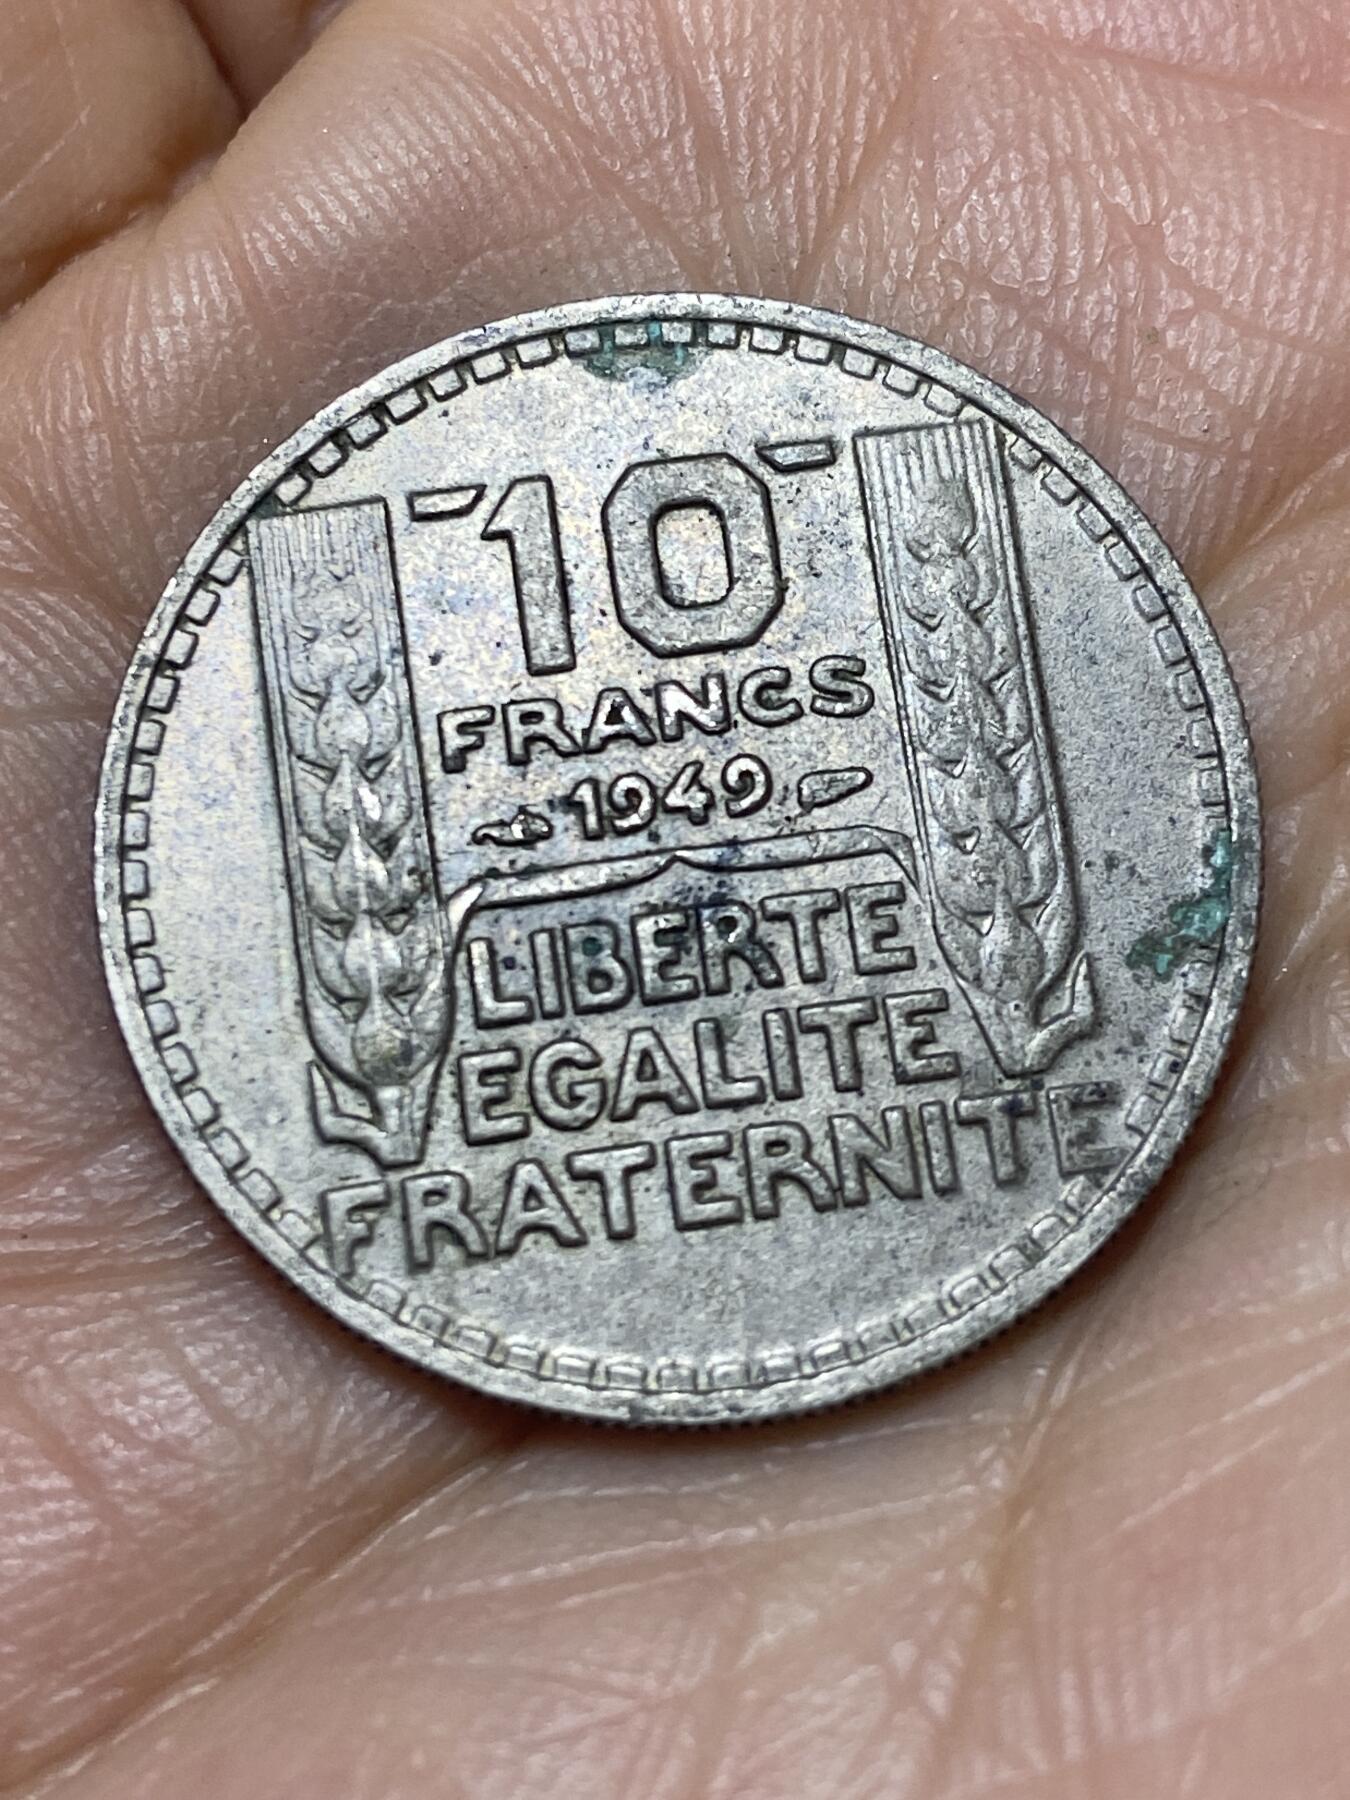 10
FRANCS
1949
LIBERTE
EGALITE
FRATERNITE